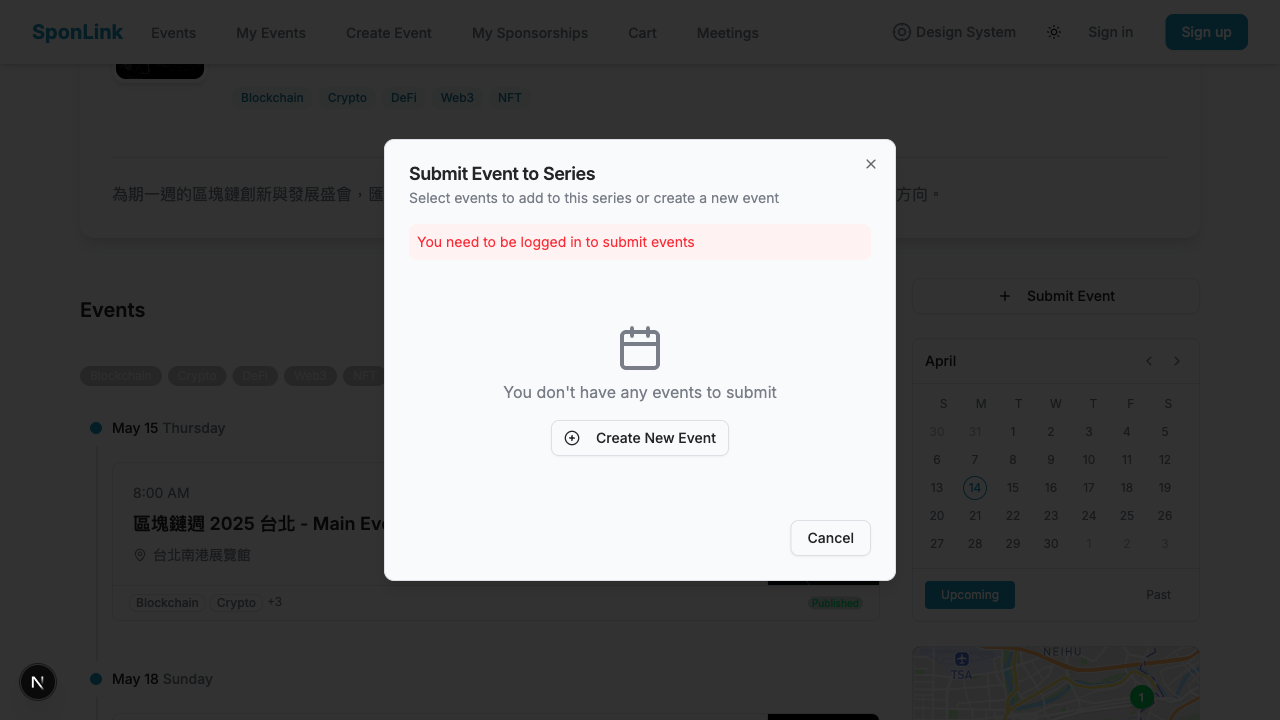 SponLink Events My Events Create Event My Sponsorships Cart Meetings Design System Sign in Sign up
Blockchain Crypto DeFi Web3 NFT
為期一週的區塊鏈創新與發展盛會，匯
方向。
Submit Event to Series
Select events to add to this series or create a new event
You need to be logged in to submit events
You don't have any events to submit
Create New Event
Cancel
Events
Blockchain Crypto DeFi Web3 NFT
May 15 Thursday
8:00 AM
區塊鏈週 2025 台北 - Main Eve
台北南港展覽館
Blockchain Crypto +3 Published
May 18 Sunday
Submit Event
April
S M T W T F S
30 31 1 2 3 4 5
6 7 8 9 10 11 12
13 14 15 16 17 18 19
20 21 22 23 24 25 26
27 28 29 30 1 2 3
Upcoming Past
NEIHU
TSA
1
N